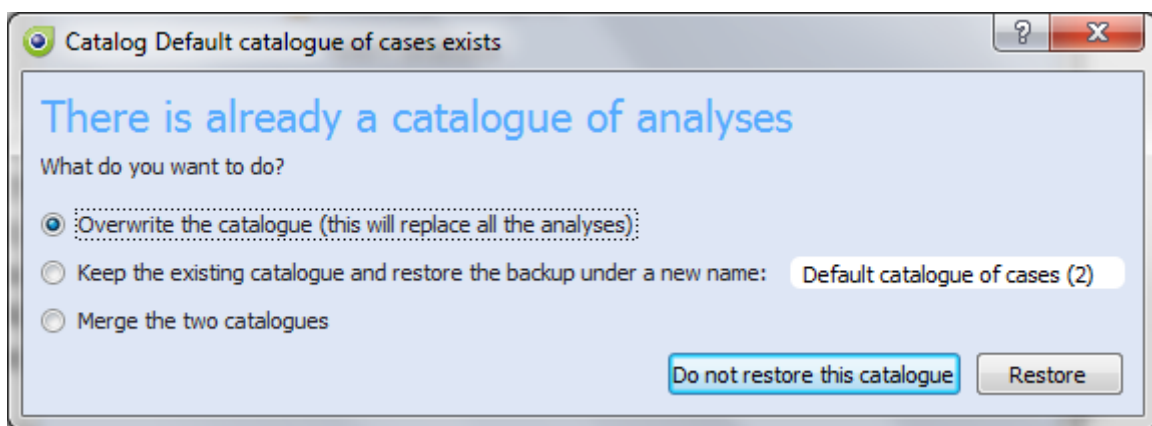 Catalog Default catalogue of cases exists
There is already a catalogue of analyses
What do you want to do?
Overwrite the catalogue (this will replace all the analyses)
Keep the existing catalogue and restore the backup under a new name: Default catalogue of cases (2)
Merge the two catalogues
Do not restore this catalogue Restore